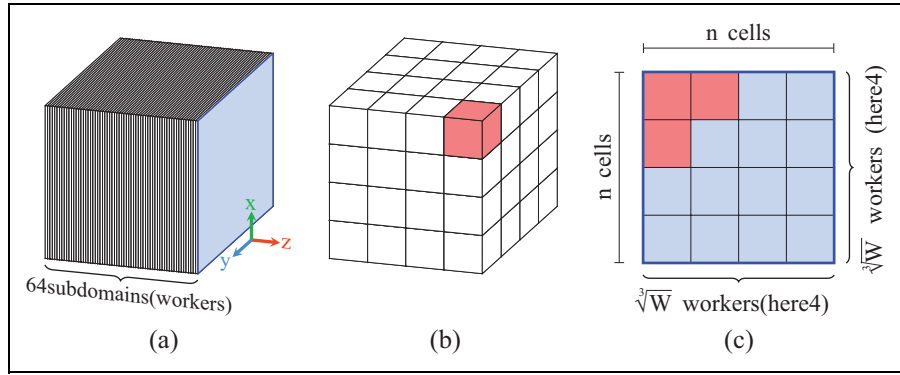 x
z
y
64subdomains(workers)
(a)
(b)
n cells
n cells
∛W workers (here4)
∛W workers(here4)
(c)